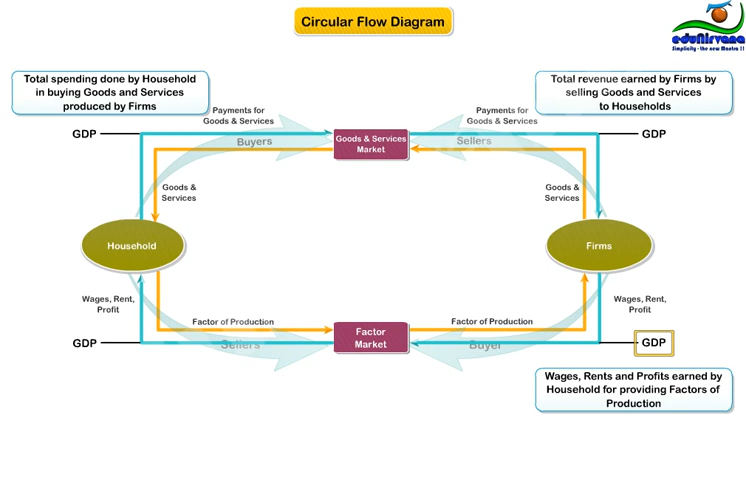 Circular Flow Diagram
eduNirvana
Simplicity - the new Mantra !!
Total spending done by Household
in buying Goods and Services
produced by Firms
Total revenue earned by Firms by
selling Goods and Services
to Households
Payments for
Goods & Services
Payments for
Goods & Services
GDP
Buyers
Goods & Services
Market
Sellers
GDP
Goods &
Services
Goods &
Services
Household
Firms
Wages, Rent,
Profit
Wages, Rent,
Profit
Factor of Production
Factor
Market
Factor of Production
GDP
Sellers
Buyer
GDP
Wages, Rents and Profits earned by
Household for providing Factors of
Production